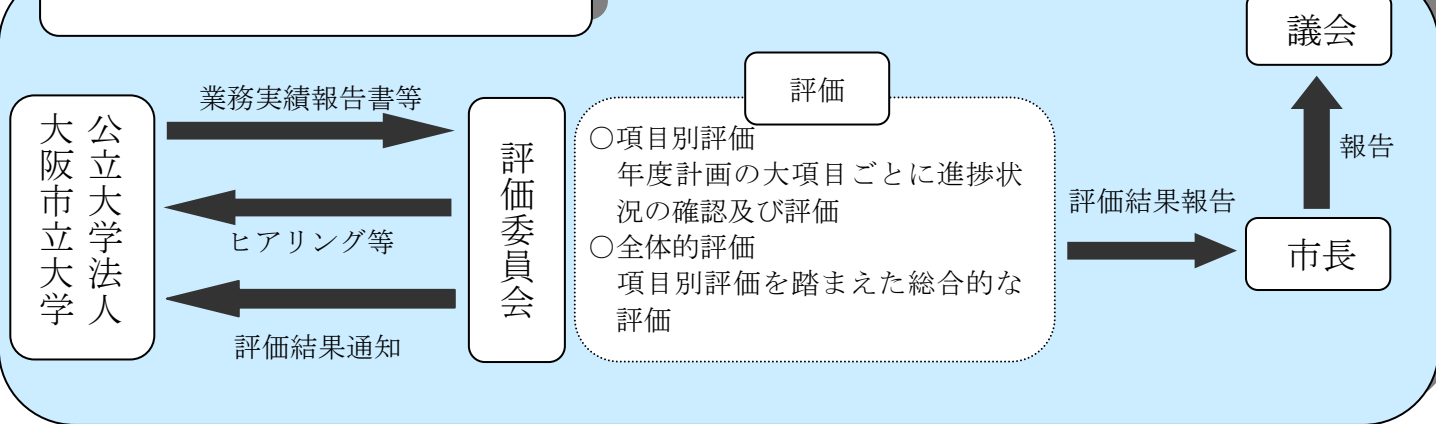 議会
業務実績報告書等
評価
公立大学法人
大阪市立大学
評価委員会
○項目別評価
年度計画の大項目ごとに進捗状
況の確認及び評価
○全体的評価
項目別評価を踏まえた総合的な
評価
報告
評価結果報告
市長
ヒアリング等
評価結果通知